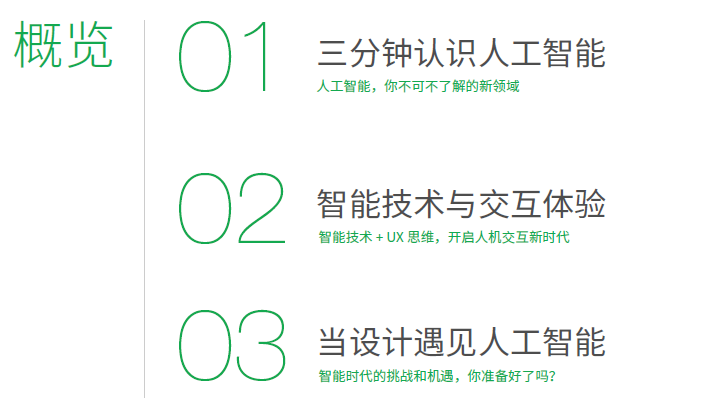 概览
01
三分钟认识人工智能
人工智能，你不可不了解的新领域
02
智能技术与交互体验
智能技术 + UX 思维，开启人机交互新时代
03
当设计遇见人工智能
智能时代的挑战和机遇，你准备好了吗?